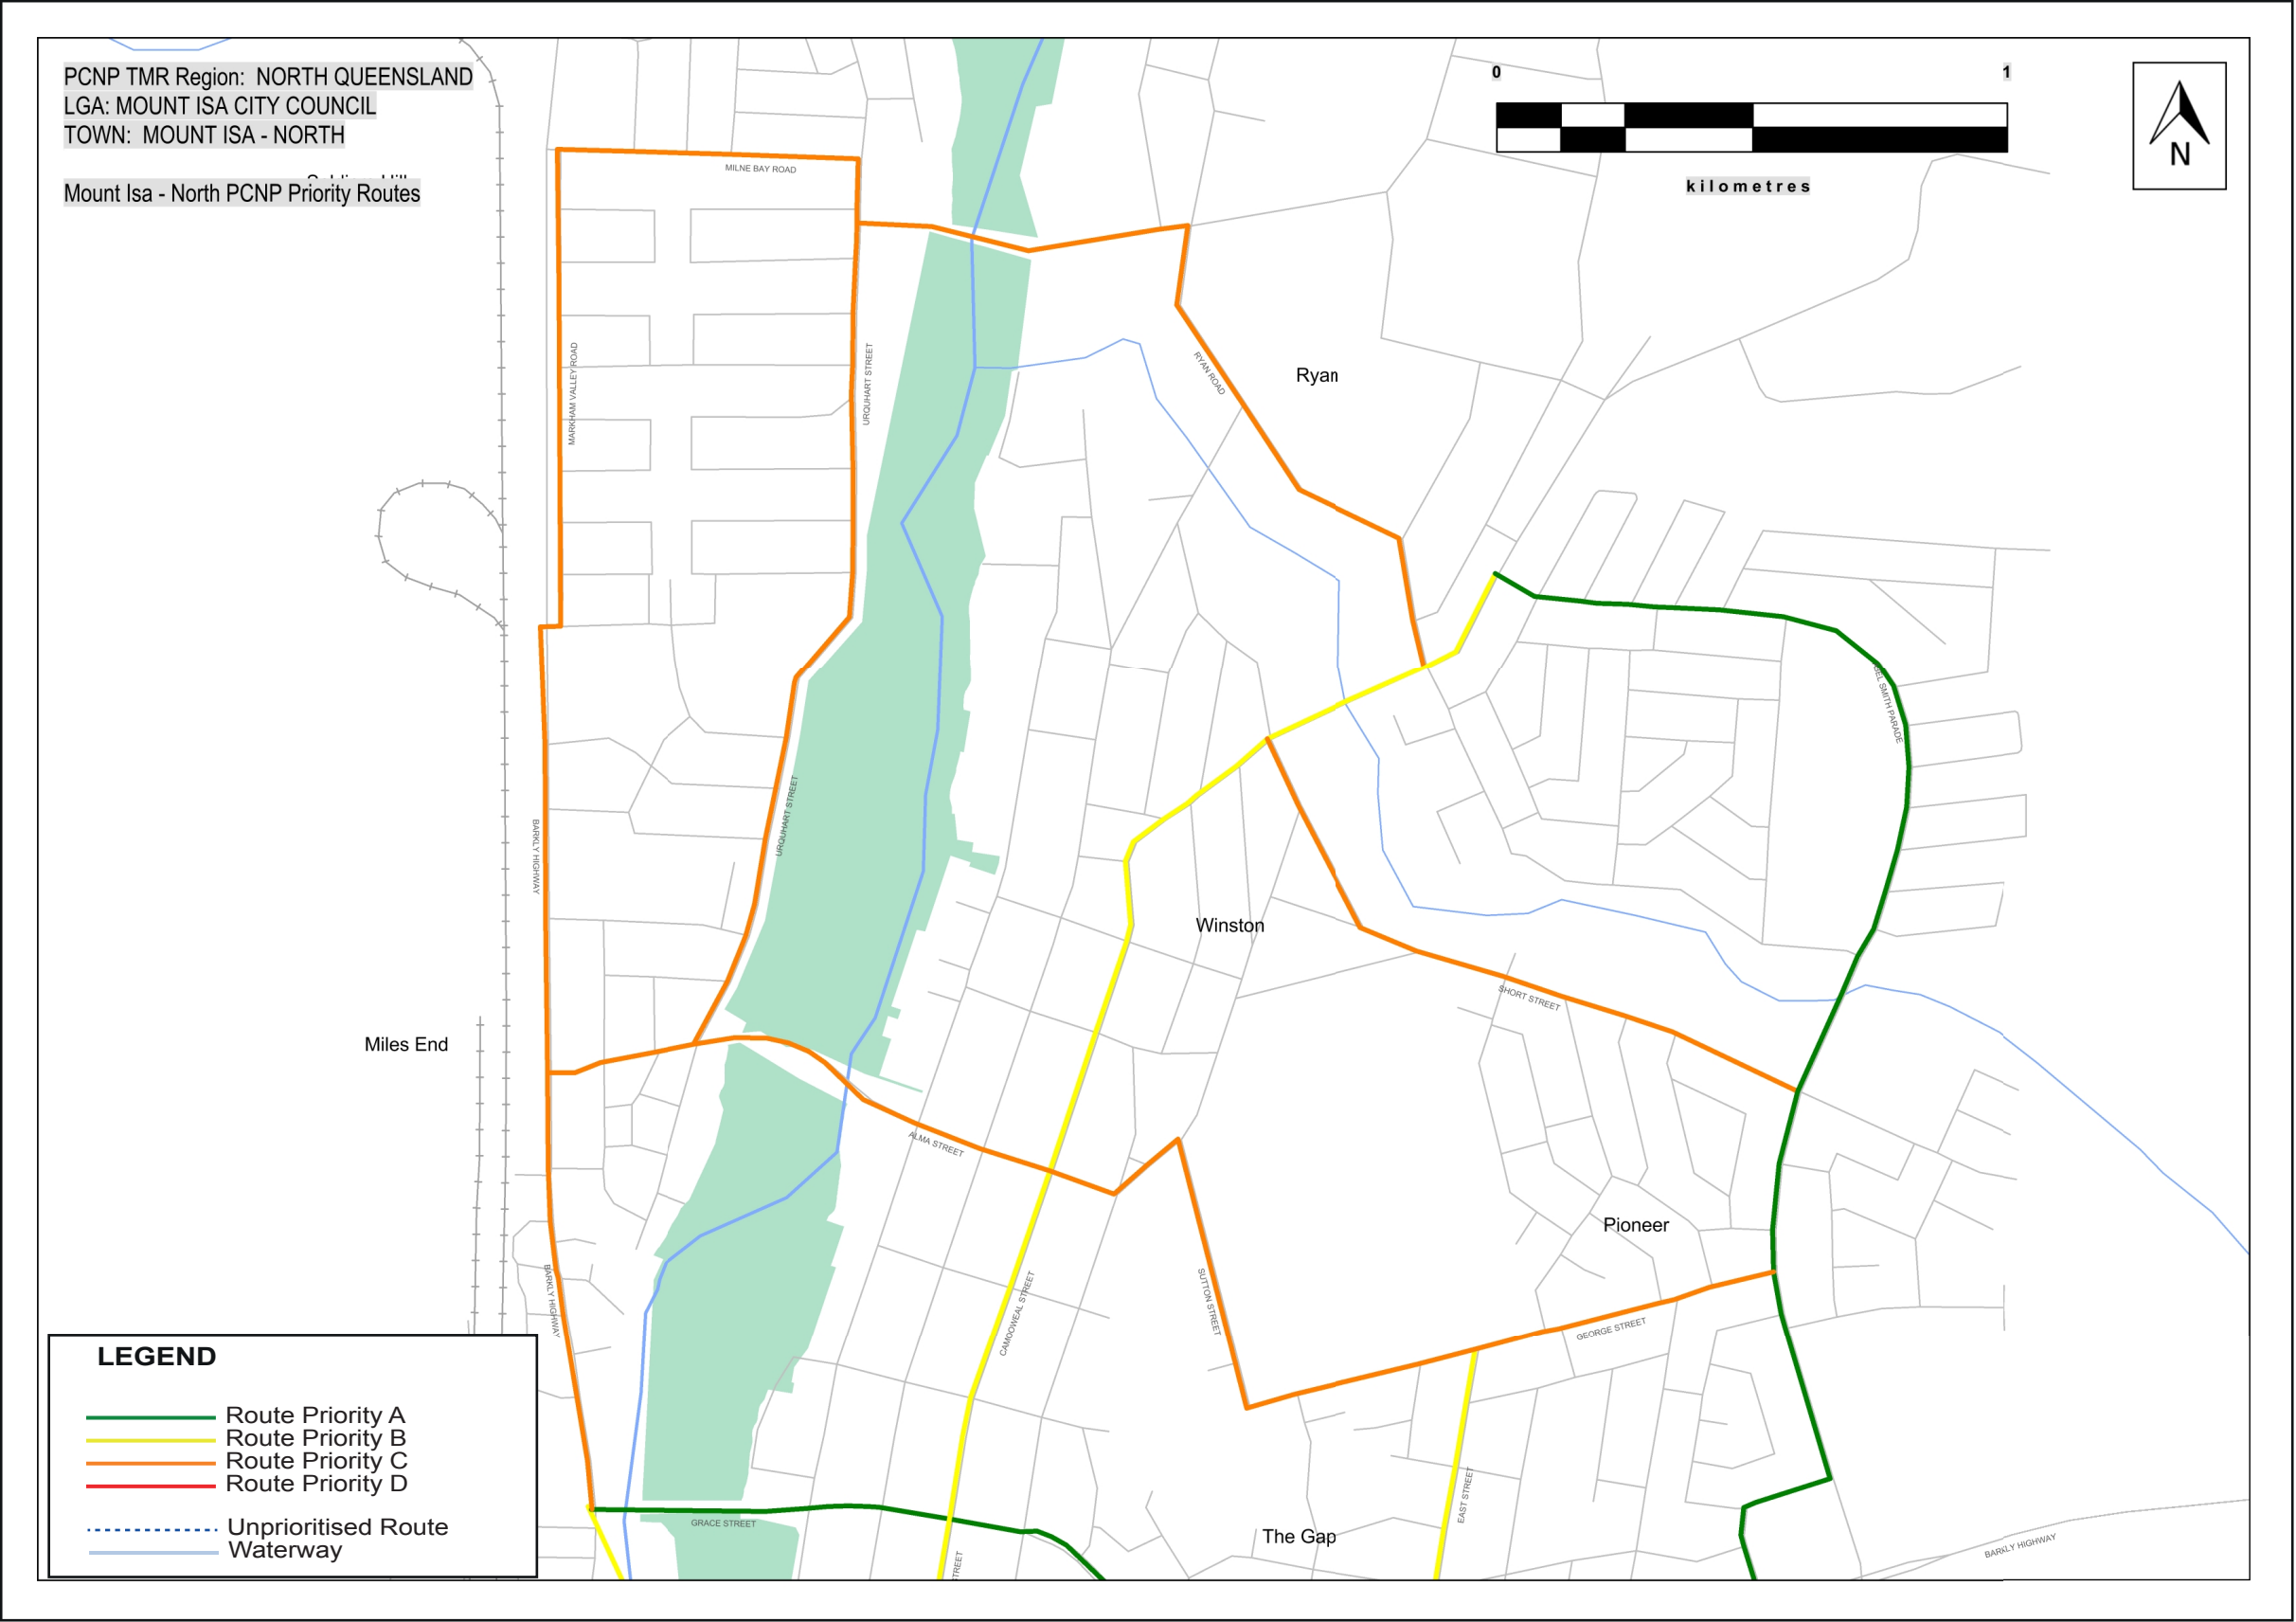 PCNP TMR Region: NORTH QUEENSLAND
LGA: MOUNT ISA CITY COUNCIL
TOWN: MOUNT ISA - NORTH
Mount Isa - North PCNP Priority Routes
0
1
kilometres
N
MILNE BAY ROAD
MARKHAM VALLEY ROAD
URQUHART STREET
RYAN ROAD
Ryan
SMITH PARADE
URQUHART STREET
BARKLY HIGHWAY
Winston
SHORT STREET
Miles End
ALMA STREET
Pioneer
BARKLY HIGHWAY
CAMOOWEAL STREET
SUTTON STREET
GEORGE STREET
LEGEND
Route Priority A
Route Priority B
Route Priority C
Route Priority D
Unprioritised Route
Waterway
GRACE STREET
EAST STREET
The Gap
STREET
BARKLY HIGHWAY